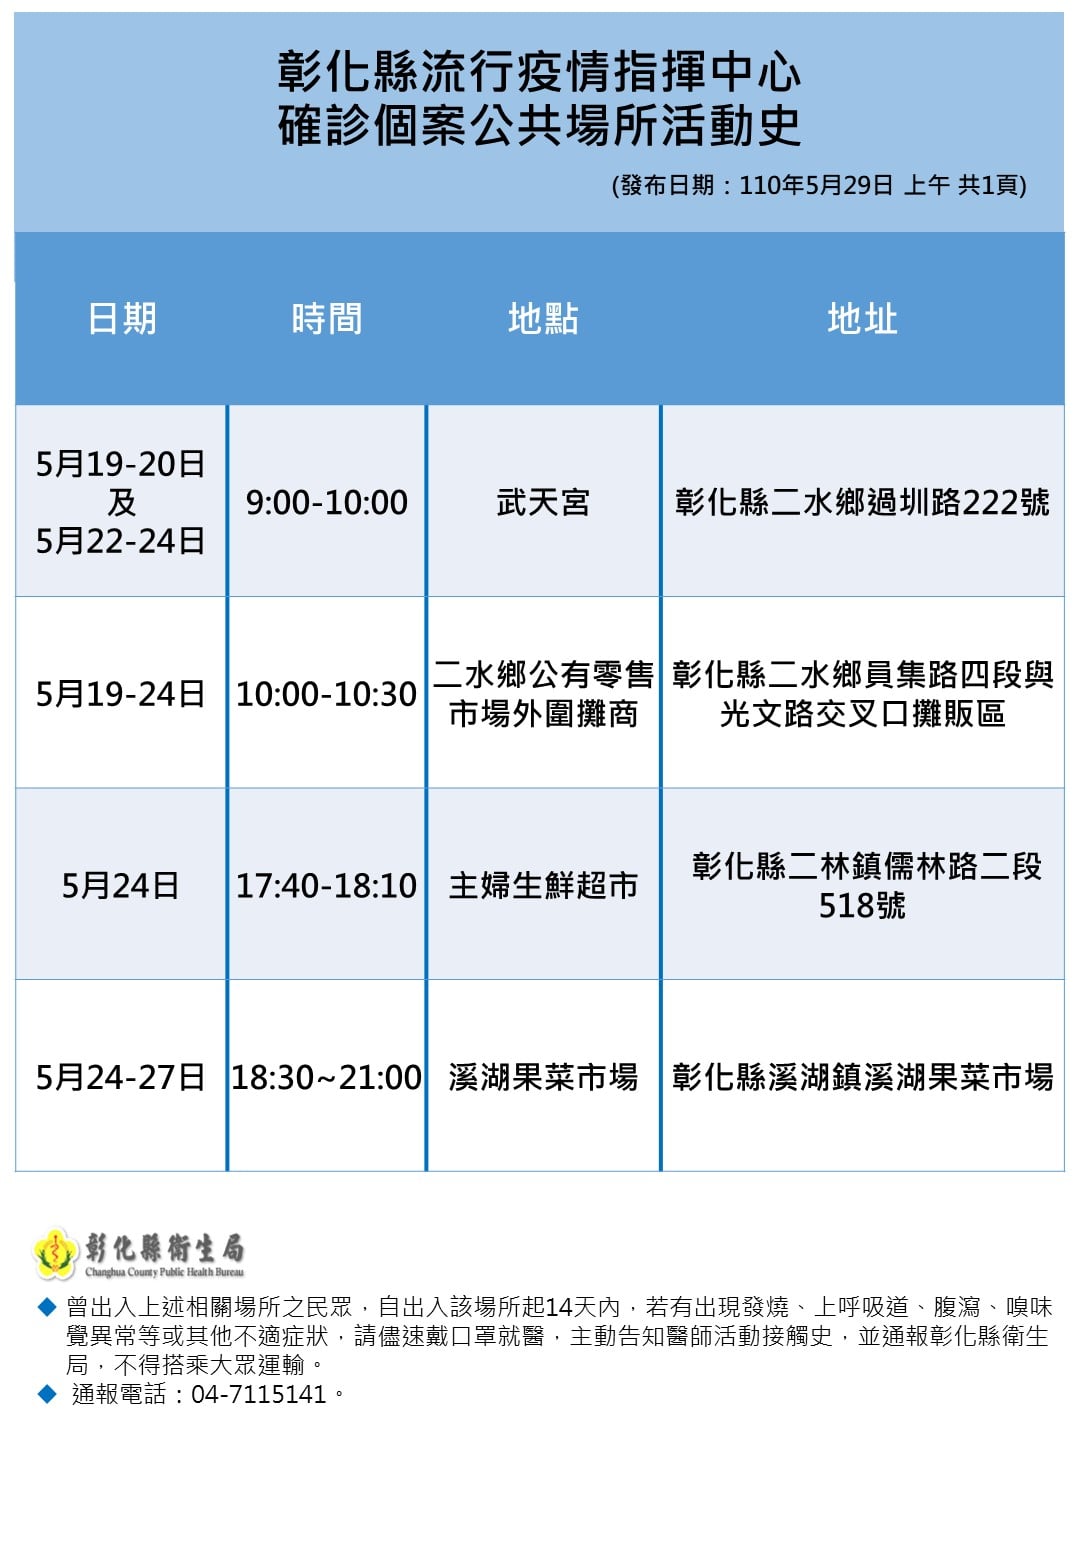 彰化縣流行疫情指揮中心
確診個案公共場所活動史
(發布日期：110年5月29日 上午 共1頁)
日期 時間 地點 地址
5月19-20日
及
5月22-24日
9:00-10:00
武天宮
彰化縣二水鄉過圳路222號
5月19-24日
10:00-10:30
二水鄉公有零售
市場外圍攤商
彰化縣二水鄉員集路四段與
光文路交叉口攤販區
5月24日
17:40-18:10
主婦生鮮超市
彰化縣二林鎮儒林路二段
518號
5月24-27日
18:30~21:00
溪湖果菜市場
彰化縣溪湖鎮溪湖果菜市場
彰化縣衛生局
Changhua County Public Health Bureau
◆ 曾出入上述相關場所之民眾，自出入該場所起14天內，若有出現發燒、上呼吸道、腹瀉、嗅味
覺異常等或其他不適症狀，請儘速戴口罩就醫，主動告知醫師活動接觸史，並通報彰化縣衛生
局，不得搭乘大眾運輸。
◆ 通報電話：04-7115141。